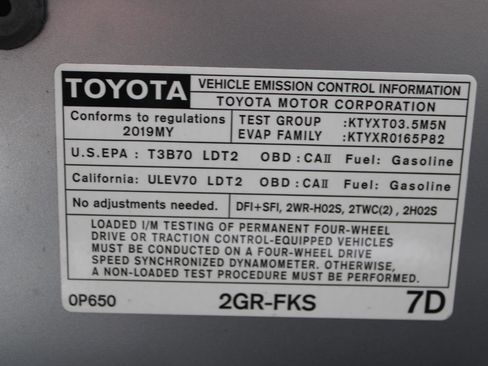 TOYOTA
VEHICLE EMISSION CONTROL INFORMATION
TOYOTA MOTOR CORPORATION
Conforms to regulations
2019MY
TEST GROUP :KTYXT03.5M5N
EVAP FAMILY :KTYXR0165P82
U.S.EPA : T3B70 LDT2 OBD : CAII Fuel: Gasoline
California: ULEV70 LDT2 OBD : CAII Fuel: Gasoline
No adjustments needed. DFI+SFI, 2WR-HO2S, 2TWC(2) , 2HO2S
LOADED I/M TESTING OF PERMANENT FOUR-WHEEL
DRIVE OR TRACTION CONTROL-EQUIPPED VEHICLES
MUST BE CONDUCTED ON A FOUR-WHEEL DRIVE
SPEED SYNCHRONIZED DYNAMOMETER. OTHERWISE,
A NON-LOADED TEST PROCEDURE MUST BE PERFORMED.
0P650 2GR-FKS 7D